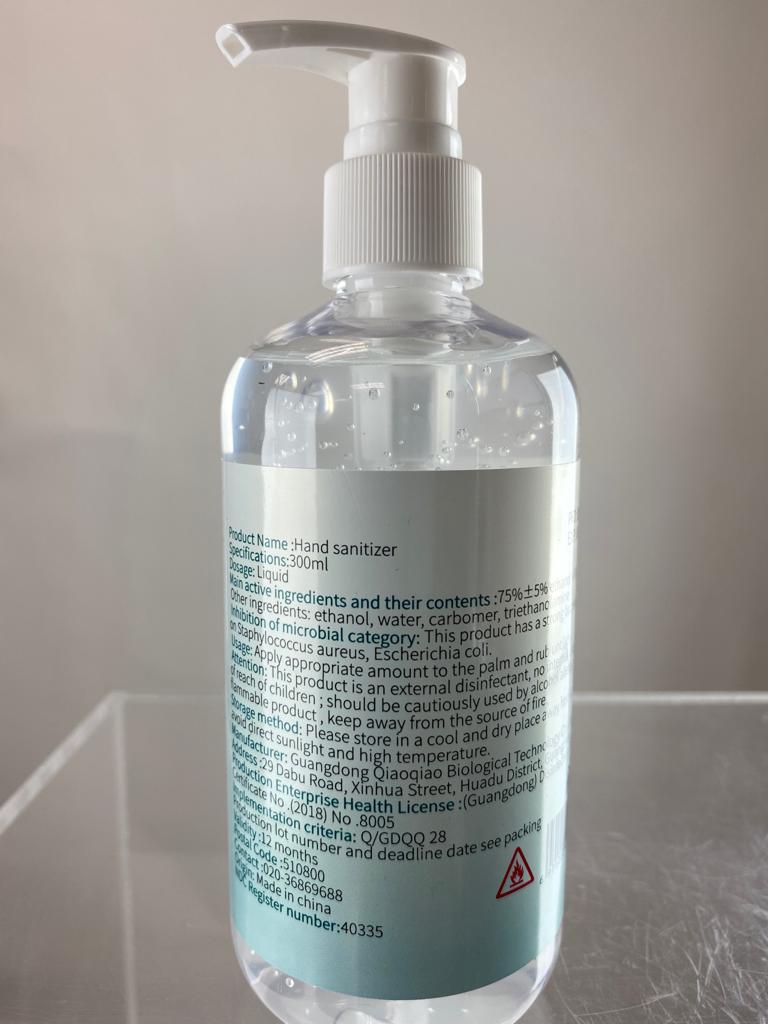 Product Name :Hand sanitizer
Specifications:300ml
Dosage: Liquid
Main active ingredients and their contents :75%±5%
Other ingredients: ethanol, water, carbomer,
Inhibition of microbial category: This product has a strong
on Staphylococcus aureus, Escherichia coli.
Usage: Apply appropriate amount to the palm and rub
Attention: This product is an external disinfectant, no
of reach of children ; should be cautiously used by
flammable product , keep away from the source of fire
Storage method: Please store in a cool and dry place
avoid direct sunlight and high temperature.
Manufacturer: Guangdong Qiaoqiao Biological
Address :29 Dabu Road, Xinhua Street, Huadu District,
Production Enterprise Health License :(Guangdong)
Certificate No .(2018) No .8005
Implementation criteria: Q/GDQQ 28
Production lot number and deadline date see packing
Validity :12 months
Postal Code :510800
Contact :020-36869688
Origin: Made in china
NDC Register number:40335